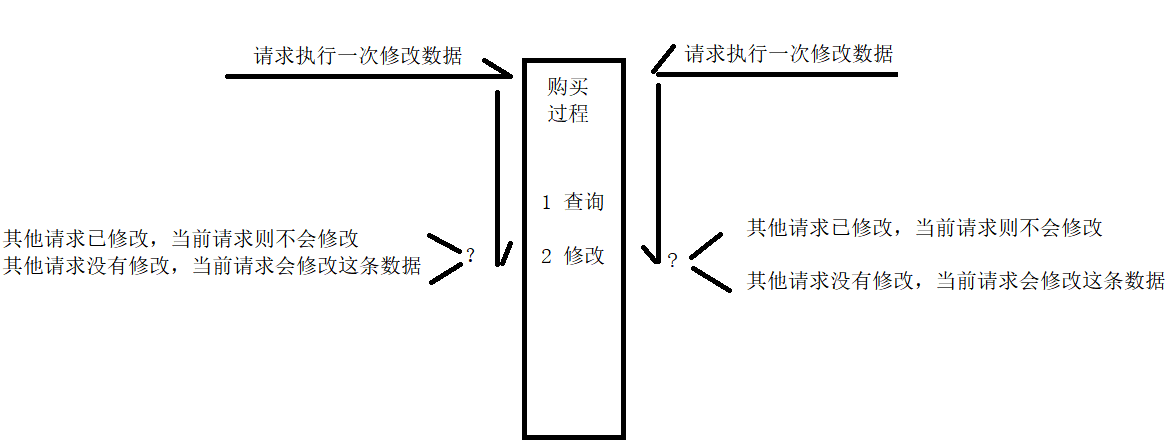 请求执行一次修改数据
请求执行一次修改数据
购买
过程
1 查询
2 修改
其他请求已修改，当前请求则不会修改
其他请求没有修改，当前请求会修改这条数据
?
?
其他请求已修改，当前请求则不会修改
其他请求没有修改，当前请求会修改这条数据